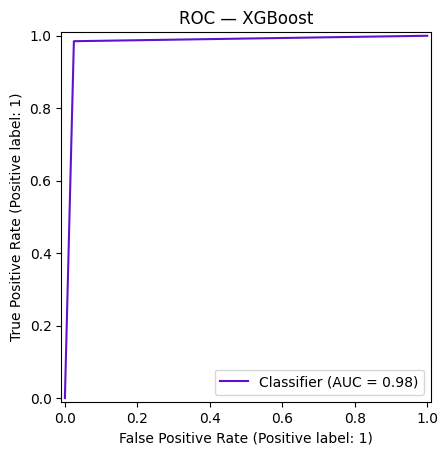 ROC — XGBoost
1.0
0.8
0.6
0.4
0.2
0.0
True Positive Rate (Positive label: 1)
Classifier (AUC = 0.98)
0.0 0.2 0.4 0.6 0.8 1.0
False Positive Rate (Positive label: 1)